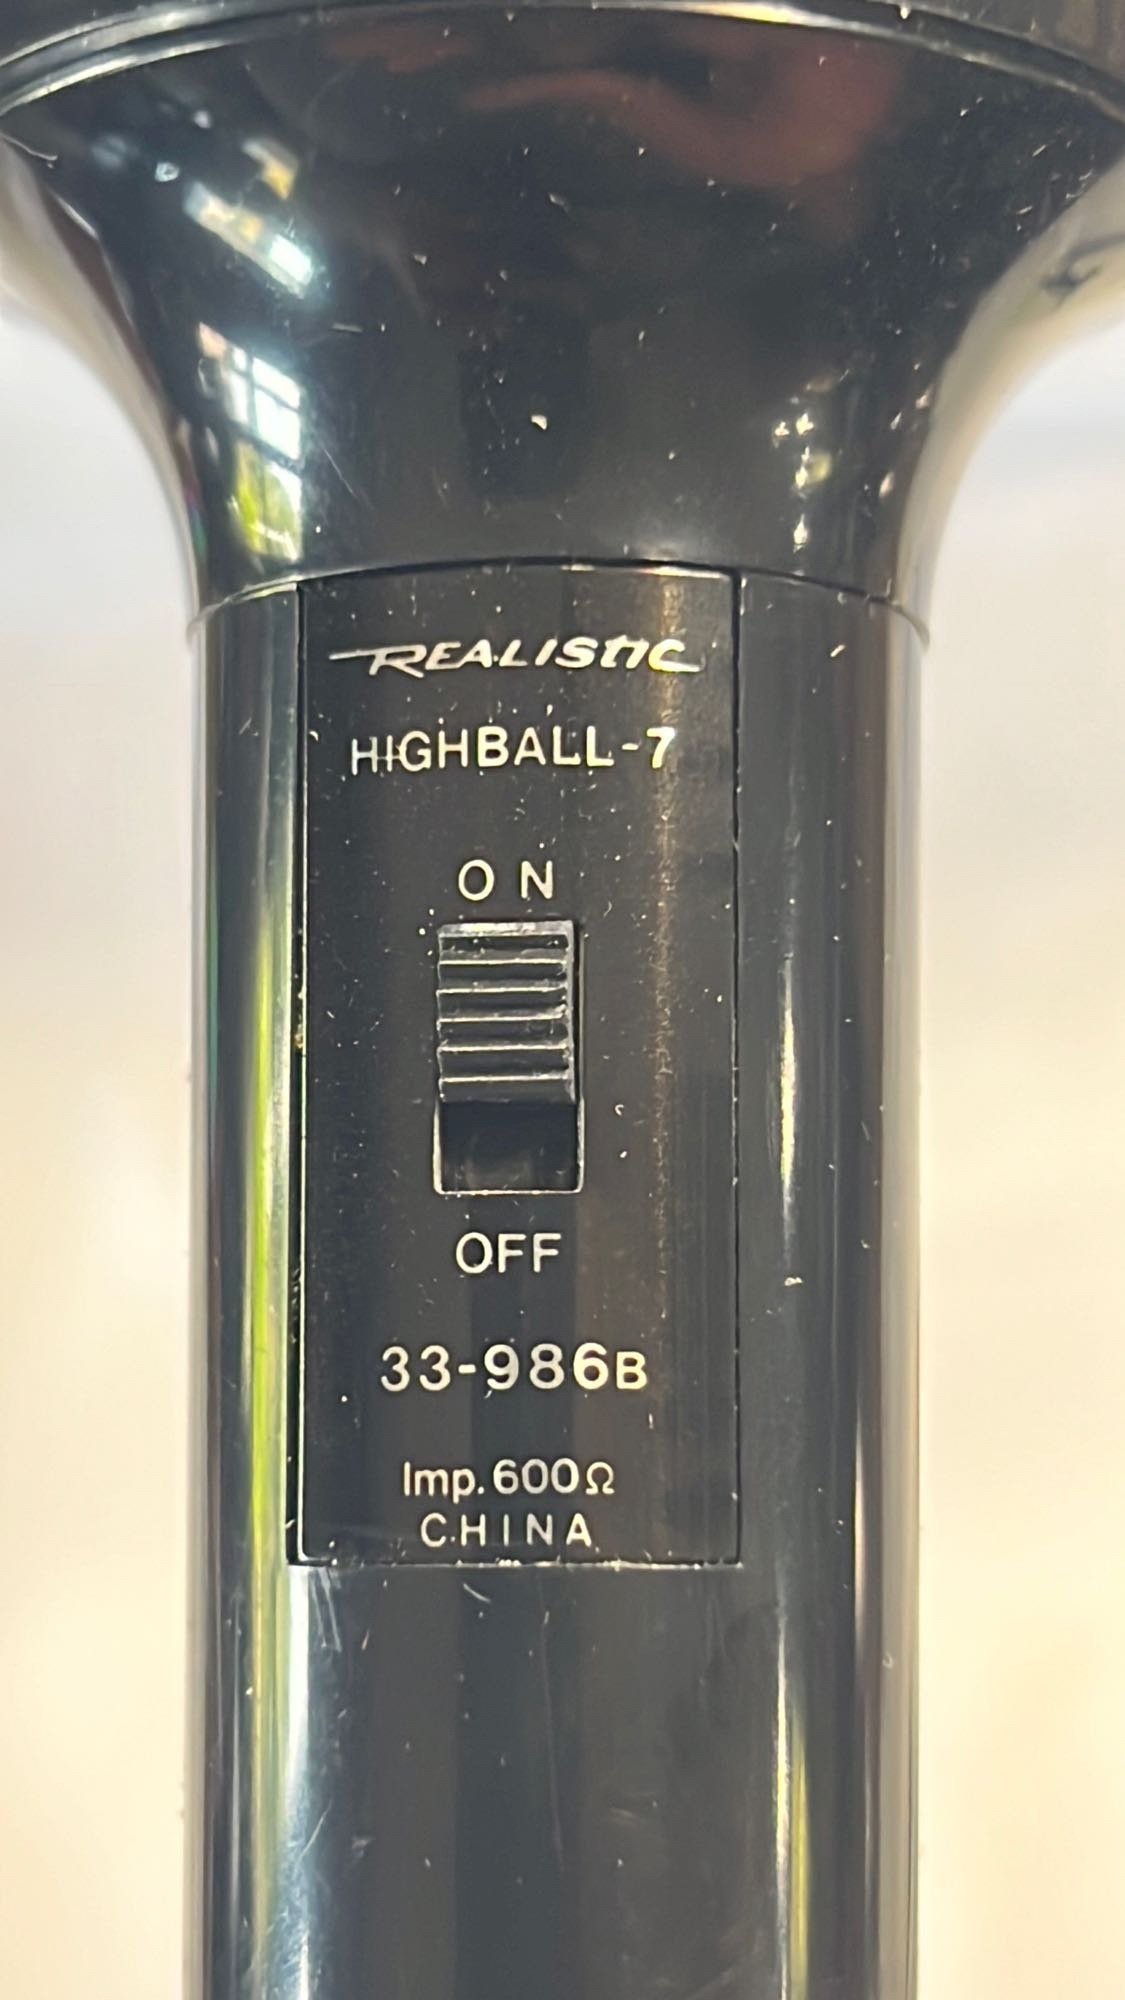 REALISTIC
HIGHBALL-7
ON
OFF
33-986B
Imp. 600Ω
CHINA